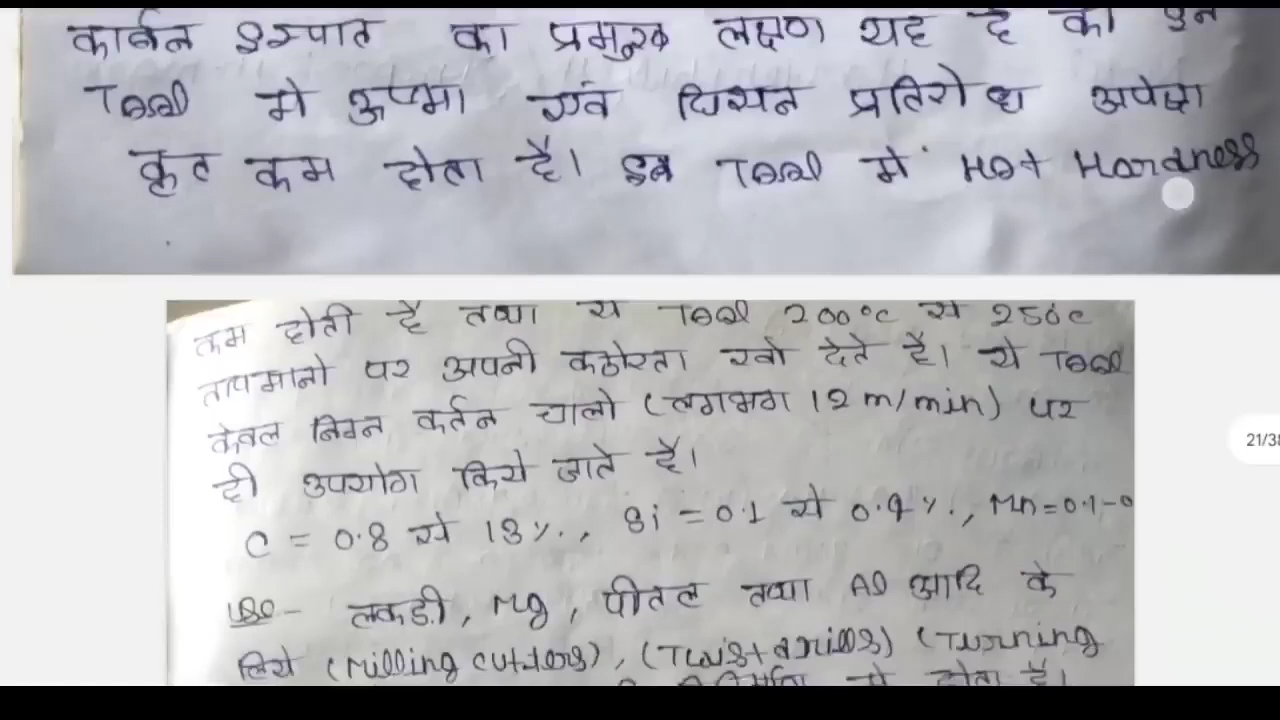 कार्बन इस्पात का प्रमुख लक्षण यह है की इन
Tool मे ऊष्मा एवं घिसन प्रतिरोध अपेक्षा
कृत कम होता है। इन Tool में Hot Hardness
कम होती है तथा ये Tool 200°c से 250c
तापमानो पर अपनी कठोरता खो देते है। ये Tool
केवल निम्न कर्तन चालो (लगभग 12 m/min) पर
ही उपयोग किये जाते है।
C = 0.8 से 13 %., Si = 0.1 से 0.4 %., Mn = 0.1-0
use - लकडी, Mg, पीतल तथा Al आदि के
लिये (Milling cutters), (Twist drills) (Turning
होता है।
21/38